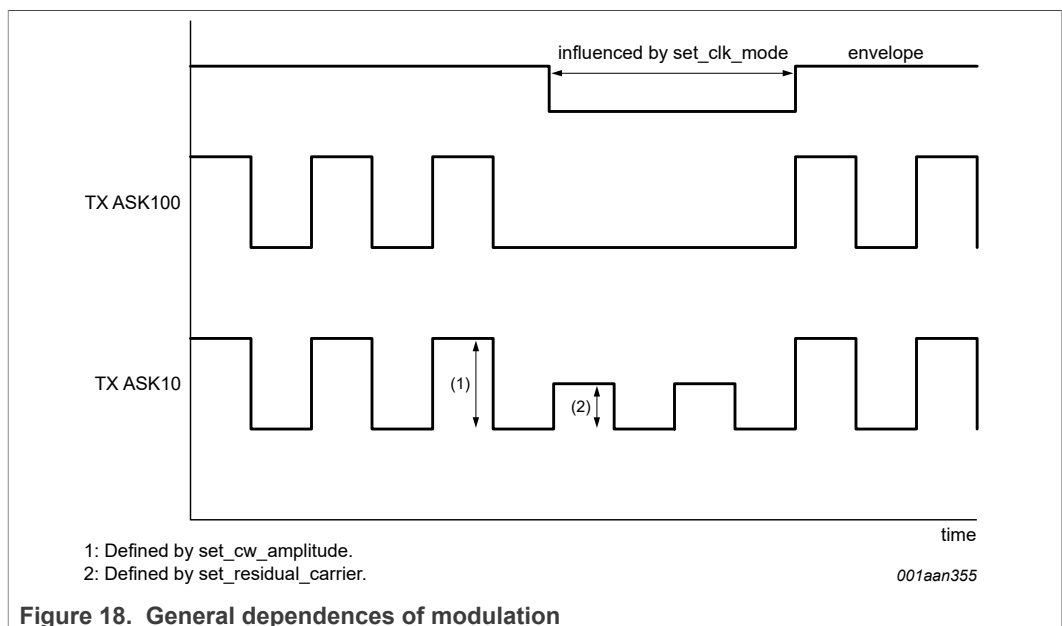 influenced by set_clk_mode
envelope
TX ASK100
TX ASK10
(1)
(2)
time
1: Defined by set_cw_amplitude.
2: Defined by set_residual_carrier.
001aan355
Figure 18. General dependences of modulation